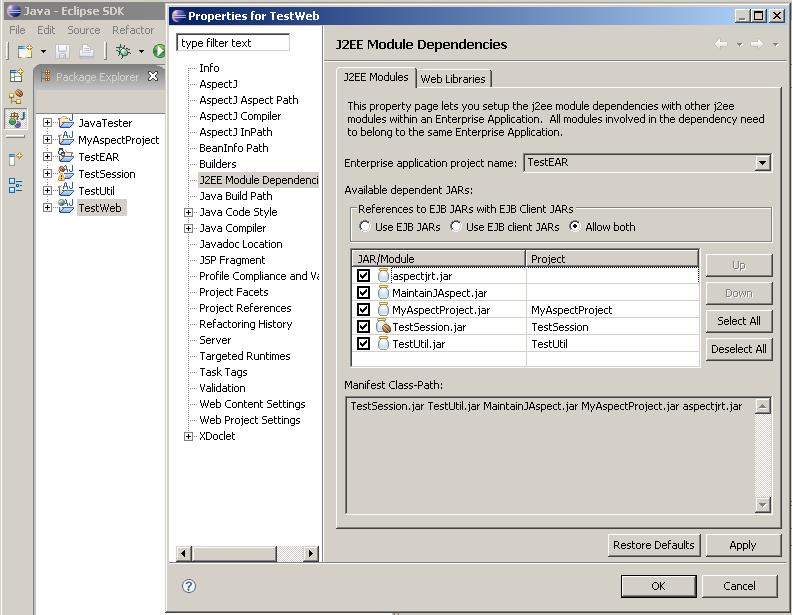 Java - Eclipse SDK
File Edit Source Refactor
Package Explorer
JavaTester
MyAspectProject
TestEAR
TestSession
TestUtil
TestWeb
Properties for TestWeb
type filter text
Info
AspectJ
AspectJ Aspect Path
AspectJ Compiler
AspectJ InPath
BeanInfo Path
Builders
J2EE Module Dependenci
Java Build Path
Java Code Style
Java Compiler
Javadoc Location
JSP Fragment
Profile Compliance and Va
Project Facets
Project References
Refactoring History
Server
Targeted Runtimes
Task Tags
Validation
Web Content Settings
Web Project Settings
XDoclet
J2EE Module Dependencies
J2EE Modules Web Libraries
This property page lets you setup the j2ee module dependencies with other j2ee
modules within an Enterprise Application. All modules involved in the dependency need
to belong to the same Enterprise Application.
Enterprise application project name: TestEAR
Available dependent JARs:
References to EJB JARs with EJB Client JARs
Use EJB JARs Use EJB client JARs Allow both
JAR/Module Project
aspectjrt.jar
MaintainJAspect.jar
MyAspectProject.jar MyAspectProject
TestSession.jar TestSession
TestUtil.jar TestUtil
Up
Down
Select All
Deselect All
Manifest Class-Path:
TestSession.jar TestUtil.jar MaintainJAspect.jar MyAspectProject.jar aspectjrt.jar
Restore Defaults Apply
? OK Cancel